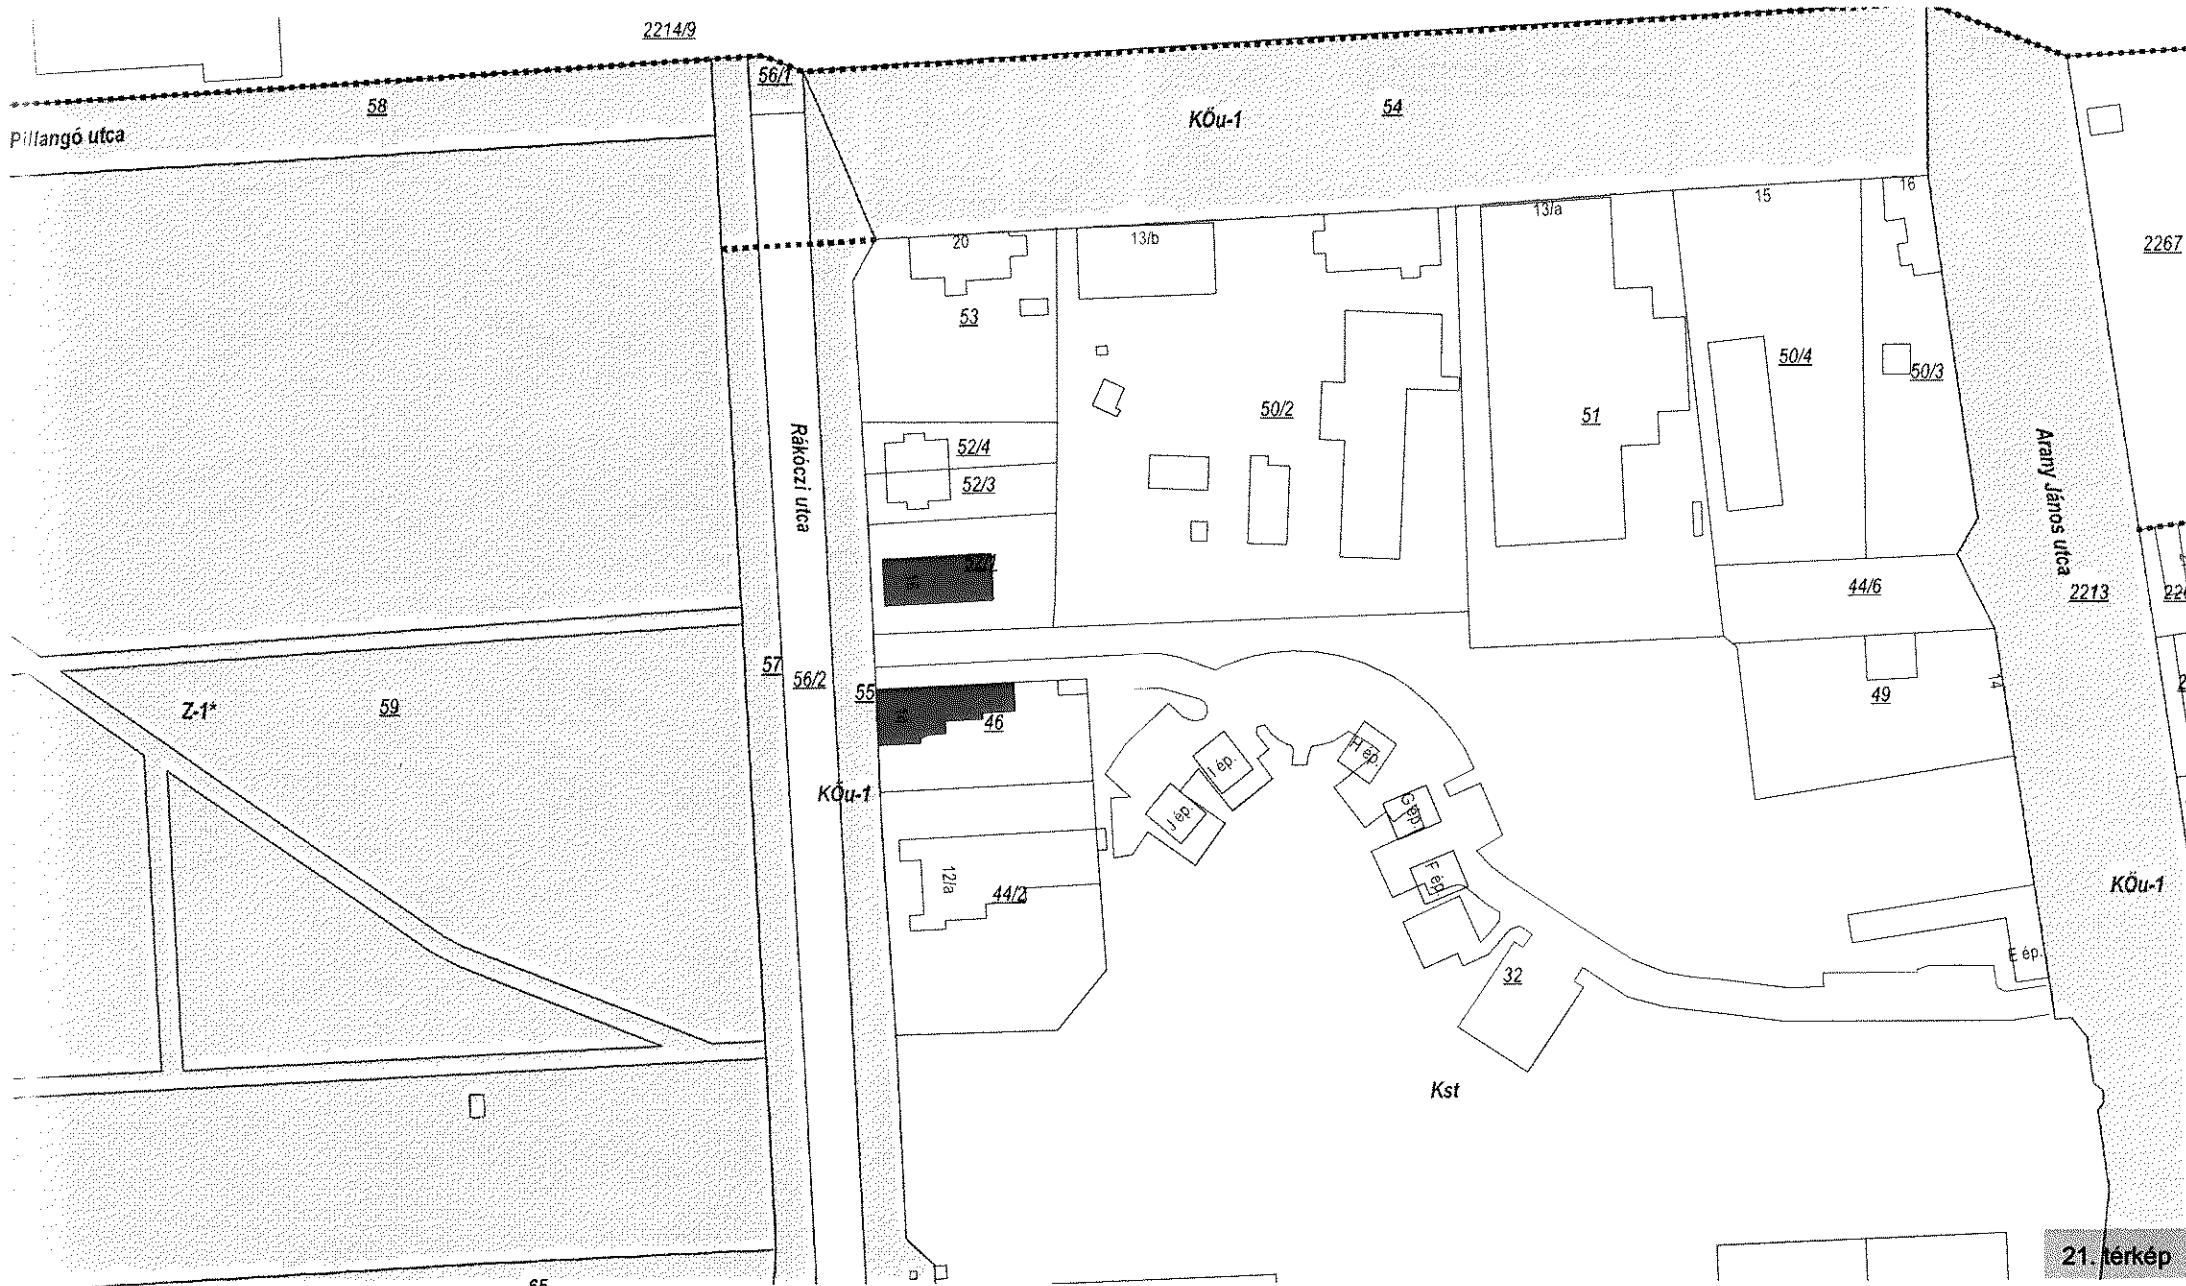 2214/9
56/1
58
Pillangó utca
KÖu-1
54
20
13/b
13/a
15
16
2267
53
50/2
51
50/4
50/3
52/4
52/3
Rákóczi utca
Arany János utca
44/6
2213
57
56/2
55
46
Z-1*
59
49
14
KÖu-1
I ép.
H ép.
J ép.
G ép.
F ép.
12/a
44/2
KÖu-1
E ép.
32
Kst
65
21. térkép